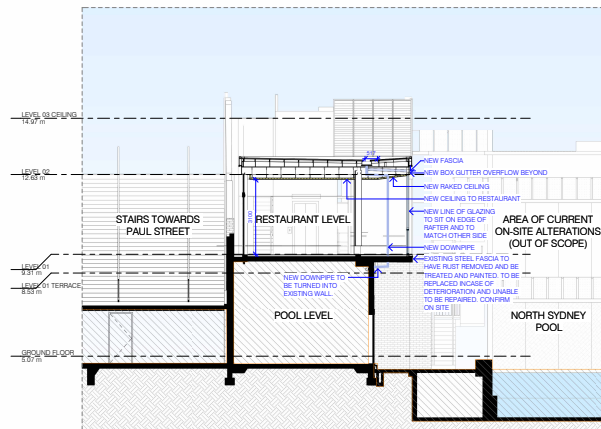 LEVEL 03 CEILING
14.97 m
517
NEW FASCIA
NEW BOX GUTTER OVERFLOW BEYOND
LEVEL 02
12.63 m
NEW RAKED CEILING
NEW CEILING TO RESTAURANT
3100
STAIRS TOWARDS
PAUL STREET
RESTAURANT LEVEL
NEW LINE OF GLAZING
TO SIT ON EDGE OF
RAFTER AND TO
MATCH OTHER SIDE
AREA OF CURRENT
ON-SITE ALTERATIONS
(OUT OF SCOPE)
NEW DOWNPIPE
LEVEL 01
9.31 m
EXISTING STEEL FASCIA TO
HAVE RUST REMOVED AND BE
TREATED AND PAINTED. TO BE
REPLACED INCASE OF
DETERIORATION AND UNABLE
TO BE REPAIRED. CONFIRM
ON SITE
LEVEL 01 TERRACE
8.53 m
NEW DOWNPIPE TO
BE TURNED INTO
EXISTING WALL.
POOL LEVEL
NORTH SYDNEY
POOL
GROUND FLOOR
5.07 m